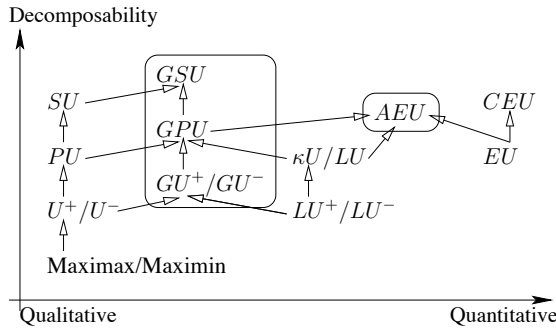 Decomposability
GSU
SU
AEU
CEU
GPU
PU
κU/LU
EU
GU⁺/GU⁻
U⁺/U⁻
LU⁺/LU⁻
Maximax/Maximin
Qualitative
Quantitative